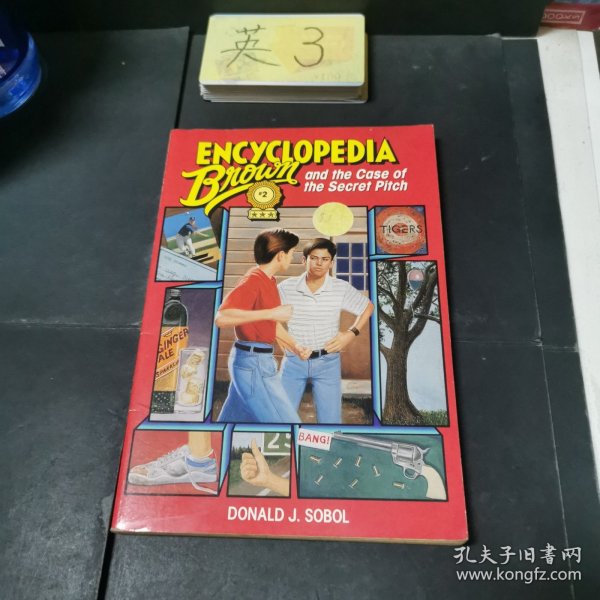 英 3
ENCYCLOPEDIA
Brown
and the Case of
the Secret Pitch
#2
TIGERS
GINGER
ALE
BANG!
DONALD J. SOBOL
孔夫子旧书网
www.kongfz.com